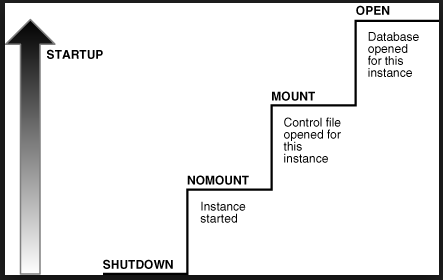 OPEN
Database
opened
for this
instance
STARTUP
MOUNT
Control file
opened for
this
instance
NOMOUNT
Instance
started
SHUTDOWN